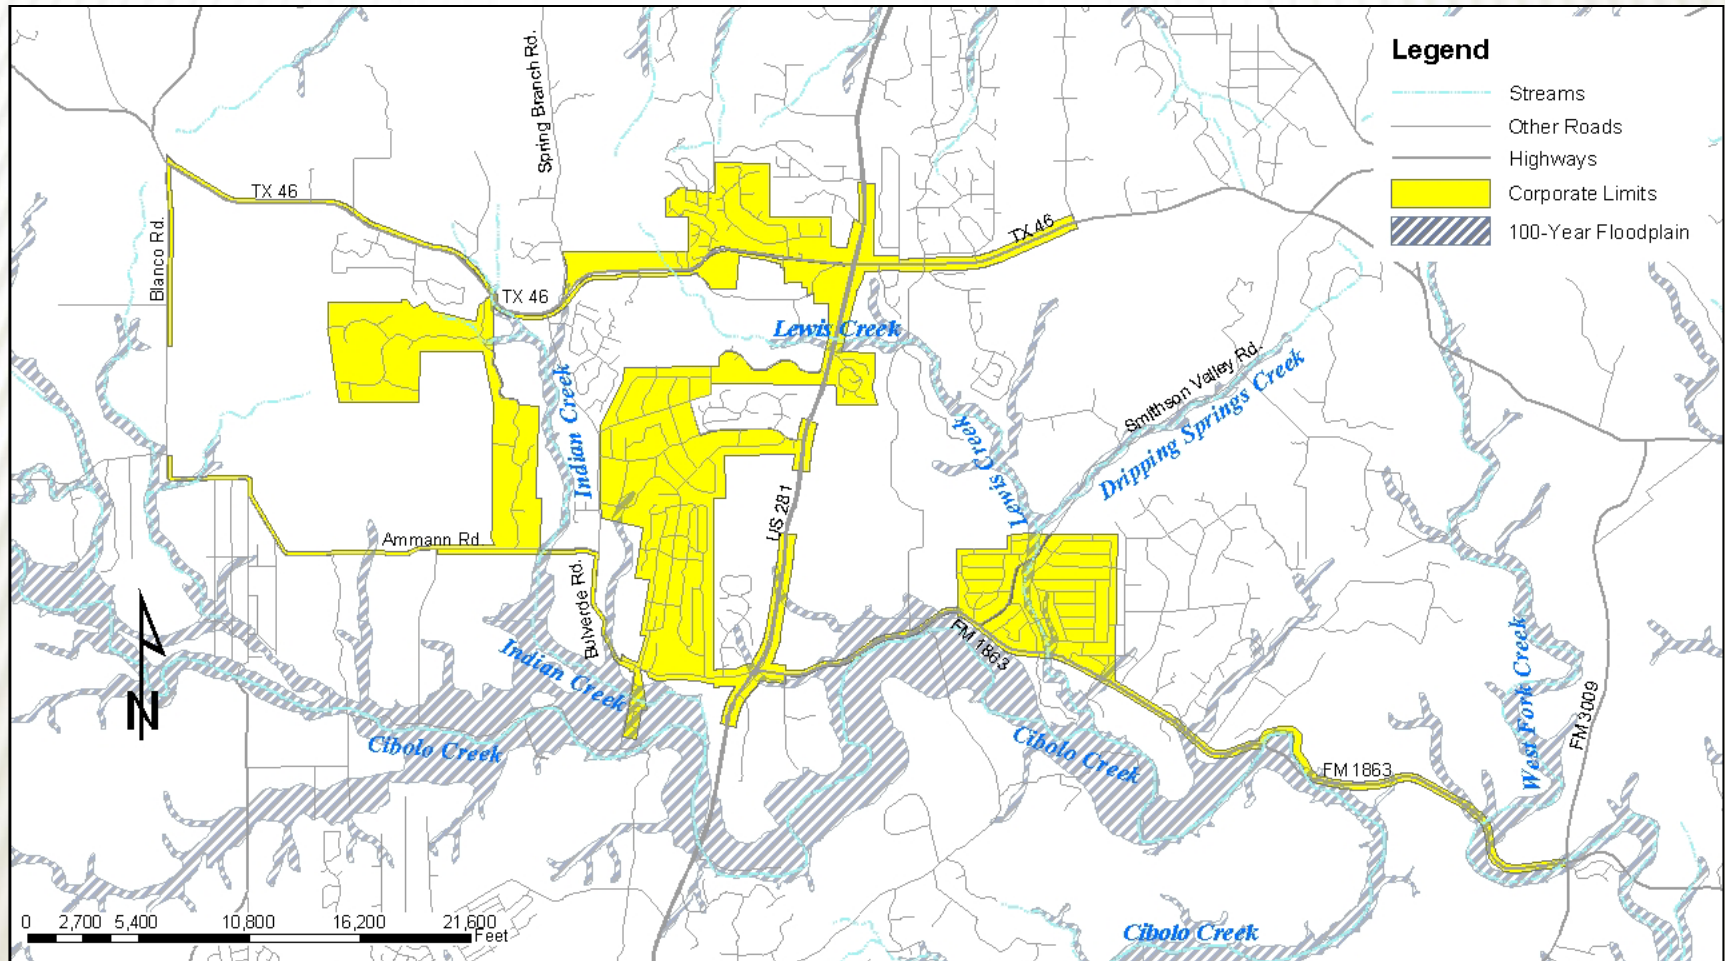 Legend
Streams
Other Roads
Highways
Corporate Limits
100-Year Floodplain
Spring Branch Rd.
TX 46
Blanco Rd.
TX 46
TX 46
Lewis Creek
Indian Creek
Lewis Creek
Smithson Valley Rd.
Dripping Springs Creek
US 281
Ammann Rd.
Bulverde Rd.
Indian Creek
FM 1863
Cibolo Creek
Cibolo Creek
West Fork Creek
FM 3009
FM 1863
N
0 2,700 5,400 10,800 16,200 21,600
Feet
Cibolo Creek